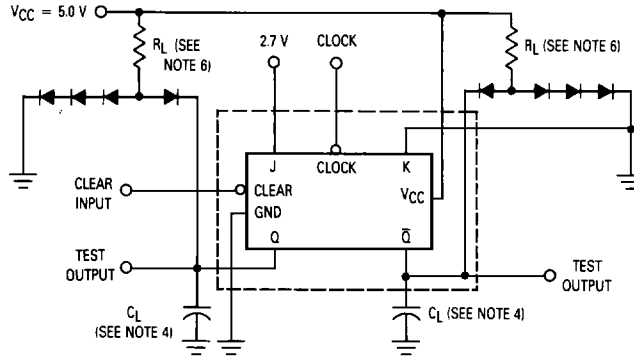 VCC = 5.0 V
RL (SEE
NOTE 6)
2.7 V
CLOCK
RL (SEE
NOTE 6)
J
CLOCK
K
CLEAR
INPUT
CLEAR
VCC
GND
Q
Q̅
TEST
OUTPUT
TEST
OUTPUT
CL
(SEE NOTE 4)
CL (SEE NOTE 4)